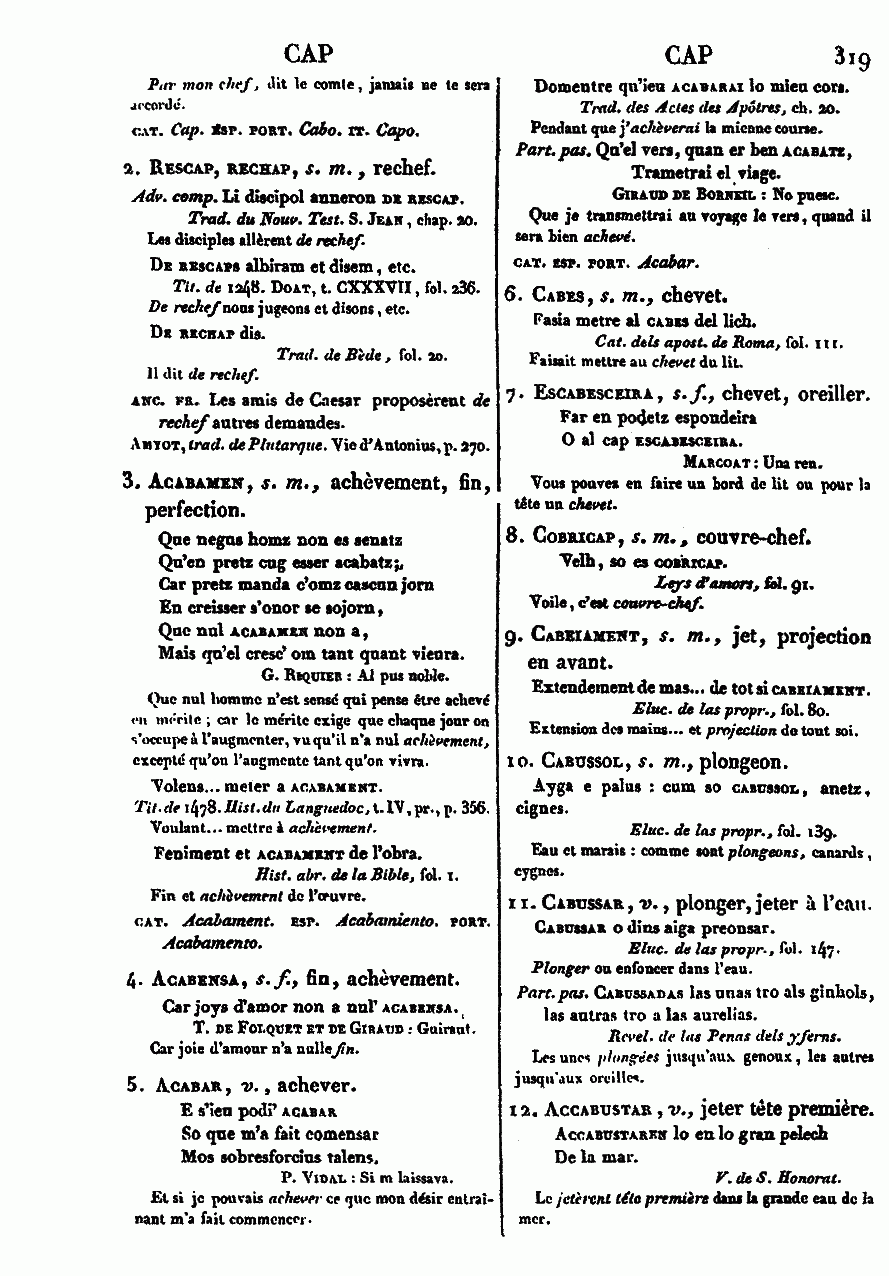 CAP
CAP 319
Par mon chef, dit le comte, jamais ne te sera
accordé.
CAT. Cap. ESP. PORT. Cabo. IT. Capo.
2. RESCAP, RECHAP, s. m., rechef.
Adv. comp. Li discipol anneron DE RESCAP.
Trad. du Nouv. Test. S. JEAN, chap. 20.
Les disciples allèrent de rechef.
DE RESCAPS albiram et disem, etc.
Tit. de 1248. DOAT, t. CXXXVII, fol. 236.
De rechef nous jugeons et disons, etc.
DE RECHAP dis.
Trad. de Bède, fol. 20.
Il dit de rechef.
ANC. FR. Les amis de Caesar proposèrent de
rechef autres demandes.
AMYOT, trad. de Plutarque. Vie d'Antonius, p. 270.
3. ACABAMEN, s. m., achèvement, fin,
perfection.
Que negus homz non es senatz
Qu'en pretz cug esser acabatz;
Car pretz manda c'omz cascun jorn
En creisser s'onor se sojorn,
Que nul ACABAMEN non a,
Mais qu'el cresc' om tant quant vieura.
G. RIQUIER : Al pus noble.
Que nul homme n'est sensé qui pense être achevé
en mérite ; car le mérite exige que chaque jour on
s'occupe à l'augmenter, vu qu'il n'a nul achèvement,
excepté qu'on l'augmente tant qu'on vivra.
Volens... meter a ACABAMENT.
Tit. de 1478. Hist. du Languedoc, t. IV, pr., p. 356.
Voulant... mettre à achèvement.
Feniment et ACABAMENT de l'obra.
Hist. abr. de la Bible, fol. 1.
Fin et achèvement de l'œuvre.
CAT. Acabament. ESP. Acabamiento. PORT.
Acabamento.
4. ACABENSA, s. f., fin, achèvement.
Car joys d'amor non a nul' ACABENSA.
T. DE FOLQUET ET DE GIRAUD : Guiraut.
Car joie d'amour n'a nulle fin.
5. ACABAR, v., achever.
E s'ieu podi' ACABAR
So que m'a fait comensar
Mos sobresforcius talens.
P. VIDAL : Si m laissava.
Et si je pouvais achever ce que mon désir entraî-
nant m'a fait commencer.
Domentre qu'ieu ACABARAI lo mieu cors.
Trad. des Actes des Apôtres, ch. 20.
Pendant que j'achèverai la mienne course.
Part. pas. Qu'el vers, quan er ben ACABATZ,
Trametrai el viage.
GIRAUD DE BORNEIL : No puesc.
Que je transmettrai au voyage le vers, quand il
sera bien achevé.
CAT. ESP. PORT. Acabar.
6. CABES, s. m., chevet.
Fasia metre al CABES del lich.
Cat. dels apost. de Roma, fol. 111.
Faisait mettre au chevet du lit.
7. ESCABESCEIRA, s. f., chevet, oreiller.
Far en podetz espondeira
O al cap ESCABESCEIRA.
MARCOAT : Una ren.
Vous pouvez en faire un bord de lit ou pour la
tête un chevet.
8. COBRICAP, s. m., couvre-chef.
Velh, so es COBRICAP.
Leys d'amors, fol. 91.
Voile, c'est couvre-chef.
9. CABEIAMENT, s. m., jet, projection
en avant.
Extendement de mas... de tot si CABEIAMENT.
Eluc. de las propr., fol. 80.
Extension des mains... et projection de tout soi.
10. CABUSSOL, s. m., plongeon.
Ayga e palus : cum so CABUSSOL, anetz,
cignes.
Eluc. de las propr., fol. 139.
Eau et marais : comme sont plongeons, canards,
cygnes.
11. CABUSSAR, v., plonger, jeter à l'eau.
CABUSSAR o dins aiga preonsar.
Eluc. de las propr., fol. 147.
Plonger ou enfoncer dans l'eau.
Part. pas. CABUSSADAS las unas tro als ginhols,
las autras tro a las aurelias.
Revel. de las Penas dels yferns.
Les unes plongées jusqu'aux genoux, les autres
jusqu'aux oreilles.
12. ACCABUSTAR, v., jeter tête première.
ACCABUSTAREN lo en lo gran pelech
De la mar.
V. de S. Honorat.
Le jetèrent tête première dans la grande eau de la
mer.